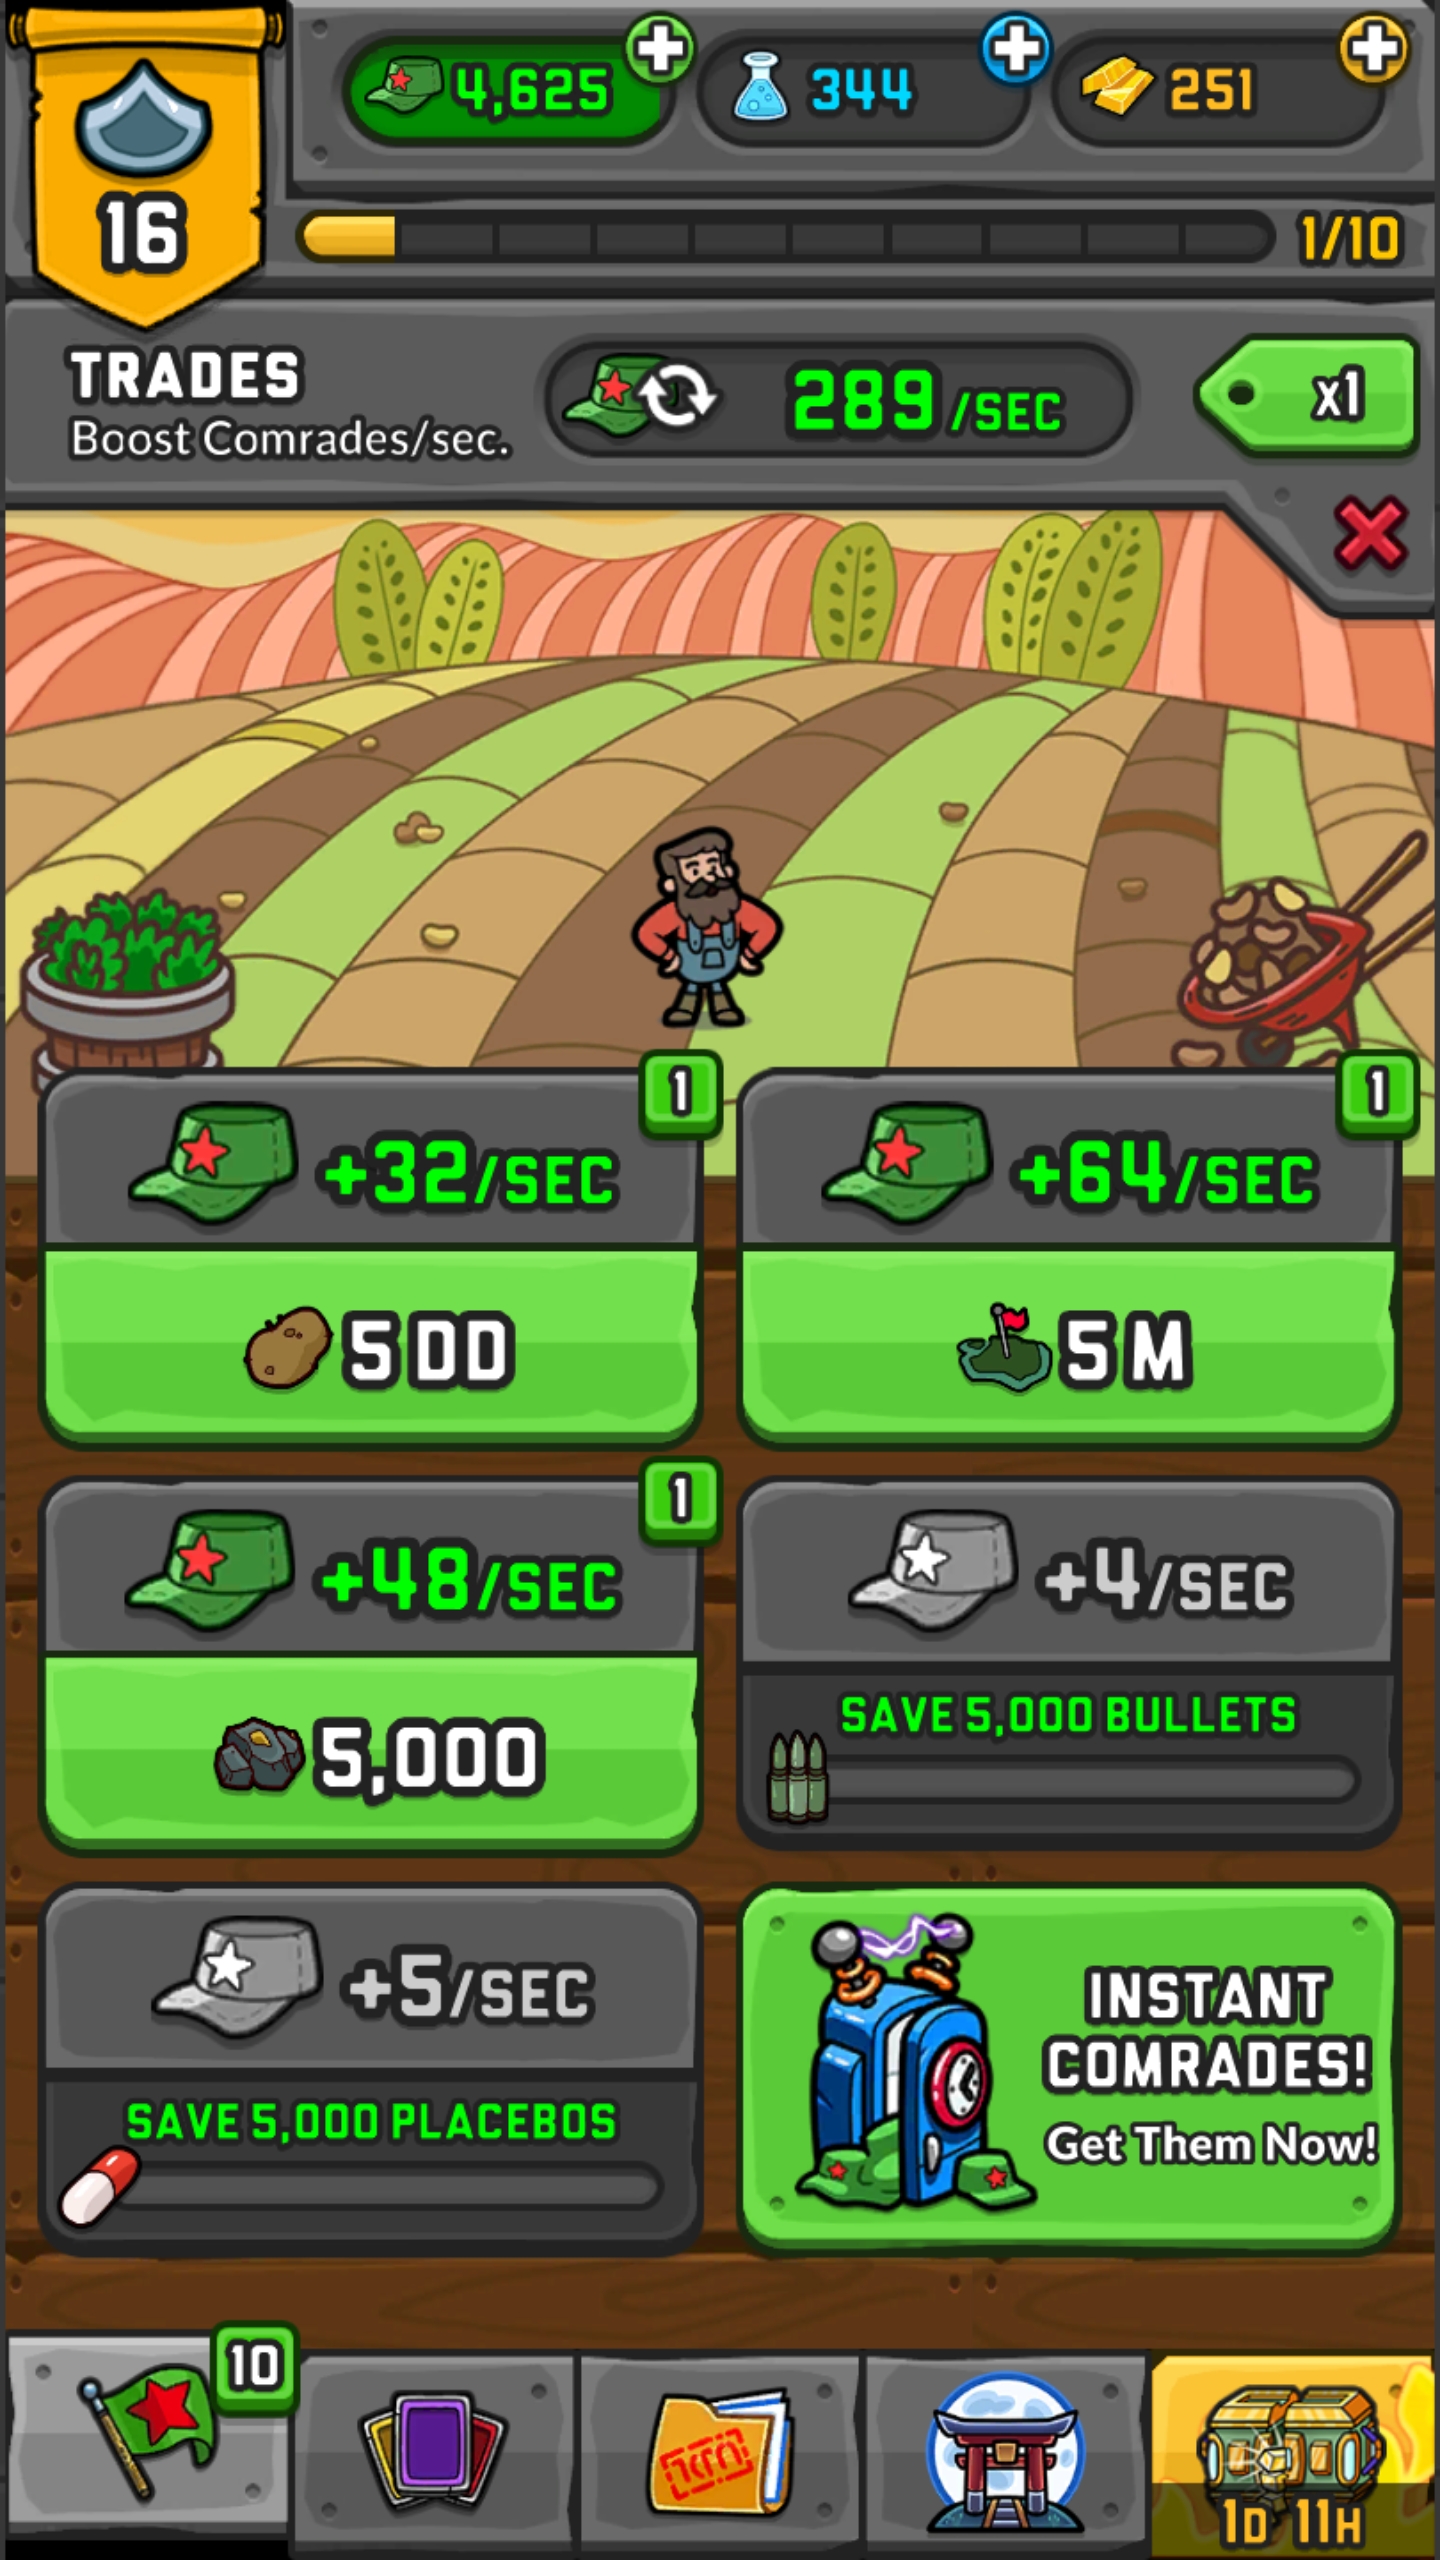 4,625
344
251
16
1/10
TRADES
Boost Comrades/sec.
289 /SEC
x1
1
+32/SEC
5 DD
1
+64/SEC
5 M
1
+48/SEC
5,000
+4/SEC
SAVE 5,000 BULLETS
+5/SEC
SAVE 5,000 PLACEBOS
INSTANT
COMRADES!
Get Them Now!
10
1D 11H